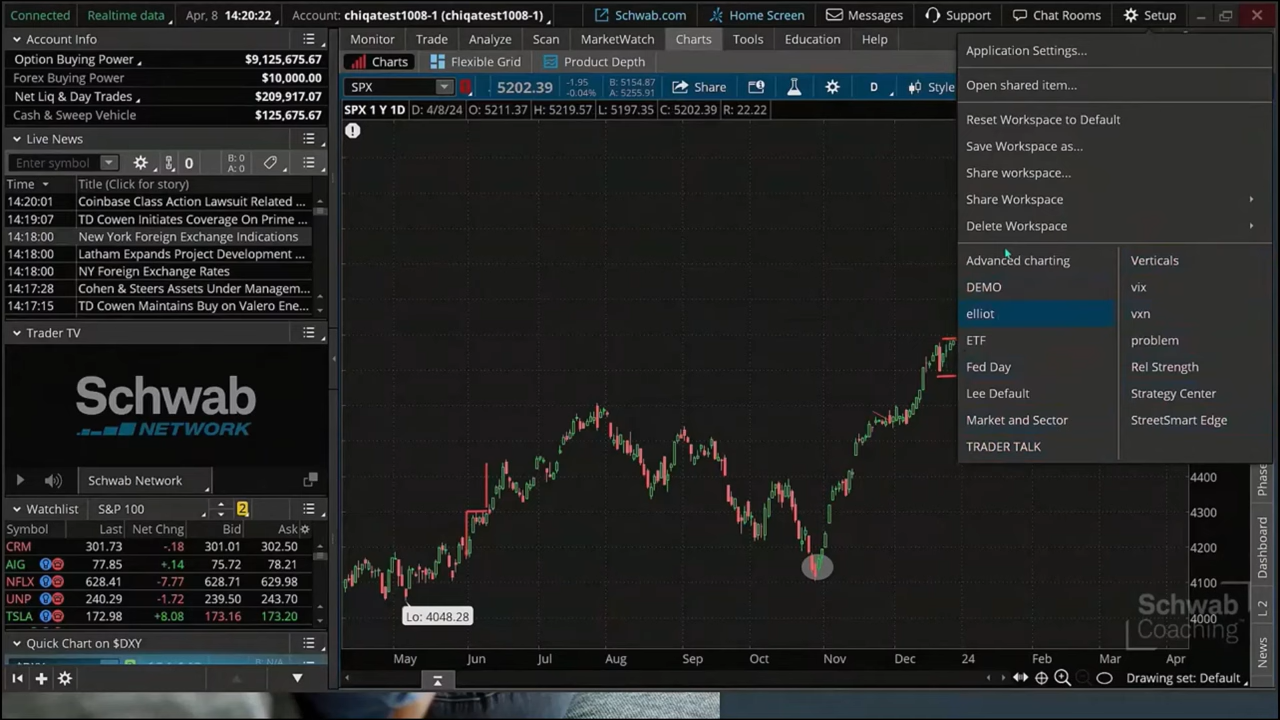 Connected Realtime data Apr, 8 14:20:22 Account: chiqatest1008-1 (chiqatest1008-1) Schwab.com Home Screen Messages Support Chat Rooms Setup
Account Info
Option Buying Power $9,125,675.67
Forex Buying Power $10,000.00
Net Liq & Day Trades $209,917.07
Cash & Sweep Vehicle $125,675.67
Live News
Enter symbol 0 B: 0 A: 0
Time Title (Click for story)
14:20:01 Coinbase Class Action Lawsuit Related ...
14:19:07 TD Cowen Initiates Coverage On Prime ...
14:18:00 New York Foreign Exchange Indications
14:18:00 Latham Expands Project Development ...
14:18:00 NY Foreign Exchange Rates
14:17:28 Cohen & Steers Assets Under Managem...
14:17:15 TD Cowen Maintains Buy on Valero Ene...
Trader TV
Schwab
NETWORK
Schwab Network
Watchlist S&P 100 2
Symbol Last Net Chng Bid Ask
CRM 301.73 -.18 301.01 302.50
AIG 77.85 +.14 75.72 78.21
NFLX 628.41 -7.77 628.71 629.98
UNP 240.29 -1.72 239.50 243.70
TSLA 172.98 +8.08 173.16 173.20
Quick Chart on $DXY
Monitor Trade Analyze Scan MarketWatch Charts Tools Education Help
Charts Flexible Grid Product Depth
SPX 5202.39 -1.95 -0.04% B: 5154.87 A: 5255.91 Share D Style
SPX 1 Y 1D D: 4/8/24 O: 5211.37 H: 5219.57 L: 5197.35 C: 5202.39 R: 22.22
Lo: 4048.28
4400
4300
4200
4100
4000
May Jun Jul Aug Sep Oct Nov Dec 24 Feb Mar Apr
Drawing set: Default
Application Settings...
Open shared item...
Reset Workspace to Default
Save Workspace as...
Share workspace...
Share Workspace
Delete Workspace
Advanced charting Verticals
DEMO vix
elliot vxn
ETF problem
Fed Day Rel Strength
Lee Default Strategy Center
Market and Sector StreetSmart Edge
TRADER TALK
Phase
Dashboard
L 2
News
Schwab
Coaching™